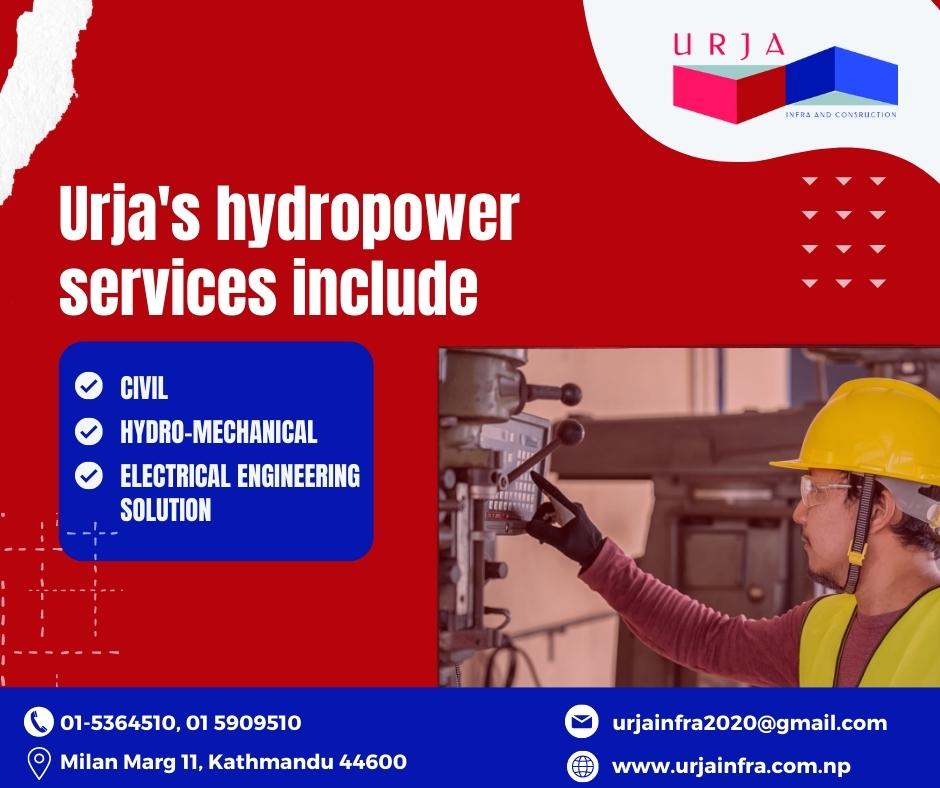 URJA
INFRA AND CONSRUCTION
Urja's hydropower
services include
CIVIL
HYDRO-MECHANICAL
ELECTRICAL ENGINEERING
SOLUTION
01-5364510, 01 5909510
urjainfra2020@gmail.com
Milan Marg 11, Kathmandu 44600
www.urjainfra.com.np